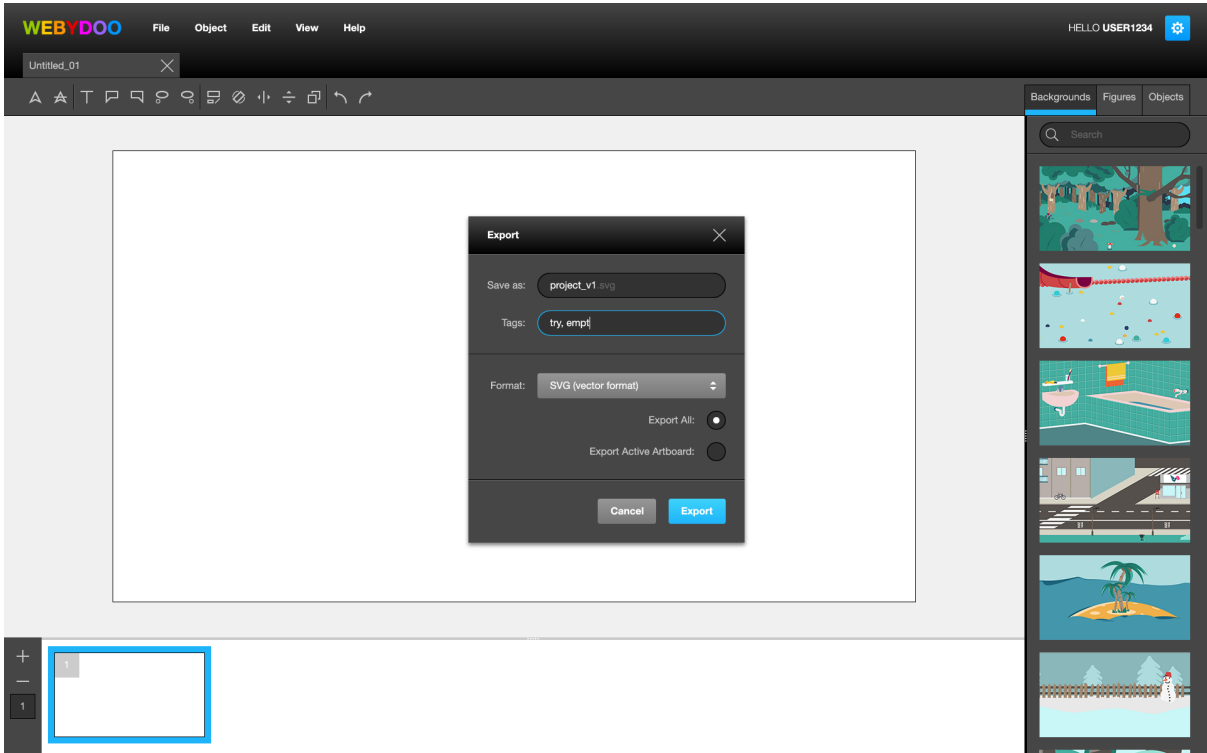 WEBYDOO File Object Edit View Help HELLO USER1234
Untitled_01
Backgrounds Figures Objects
Search
Export
Save as: project_v1.svg
Tags: try, empt
Format: SVG (vector format)
Export All:
Export Active Artboard:
Cancel Export
1
1